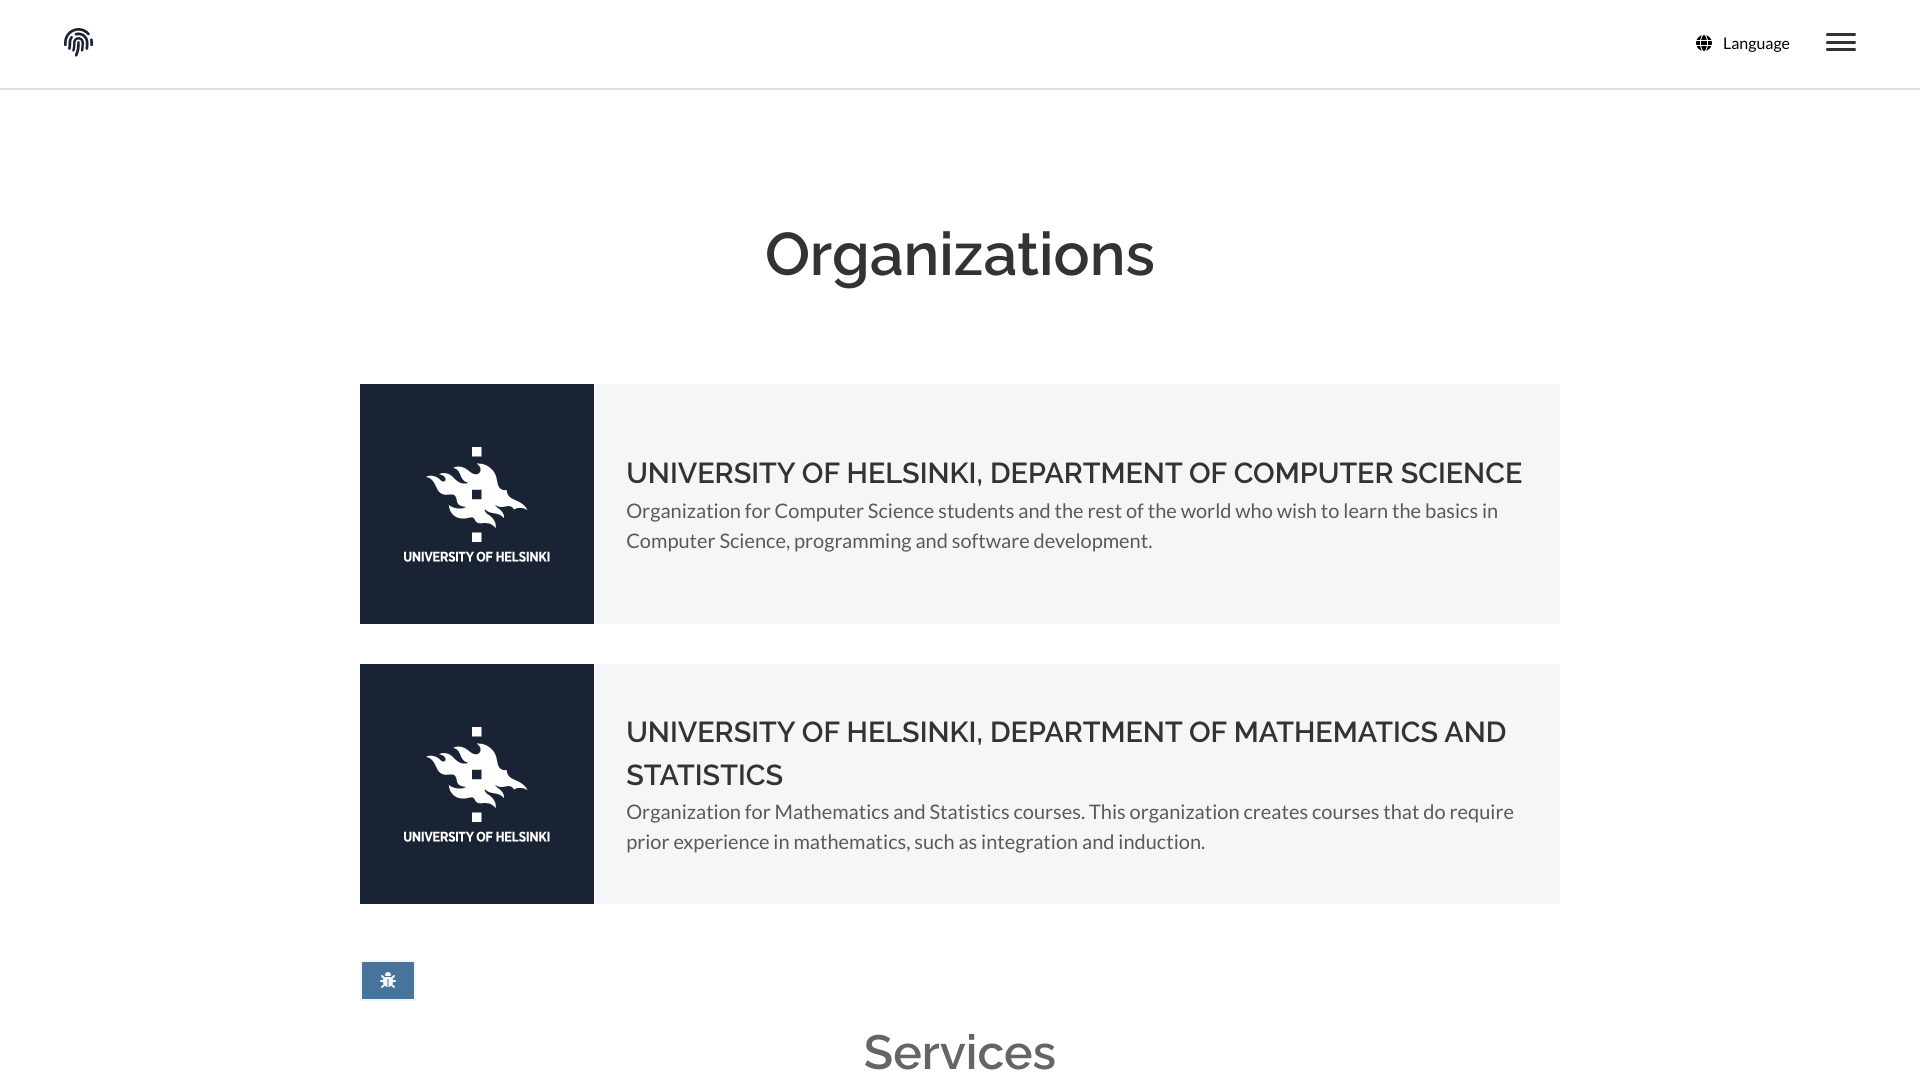 Language
Organizations
UNIVERSITY OF HELSINKI
UNIVERSITY OF HELSINKI, DEPARTMENT OF COMPUTER SCIENCE
Organization for Computer Science students and the rest of the world who wish to learn the basics in
Computer Science, programming and software development.
UNIVERSITY OF HELSINKI
UNIVERSITY OF HELSINKI, DEPARTMENT OF MATHEMATICS AND
STATISTICS
Organization for Mathematics and Statistics courses. This organization creates courses that do require
prior experience in mathematics, such as integration and induction.
Services